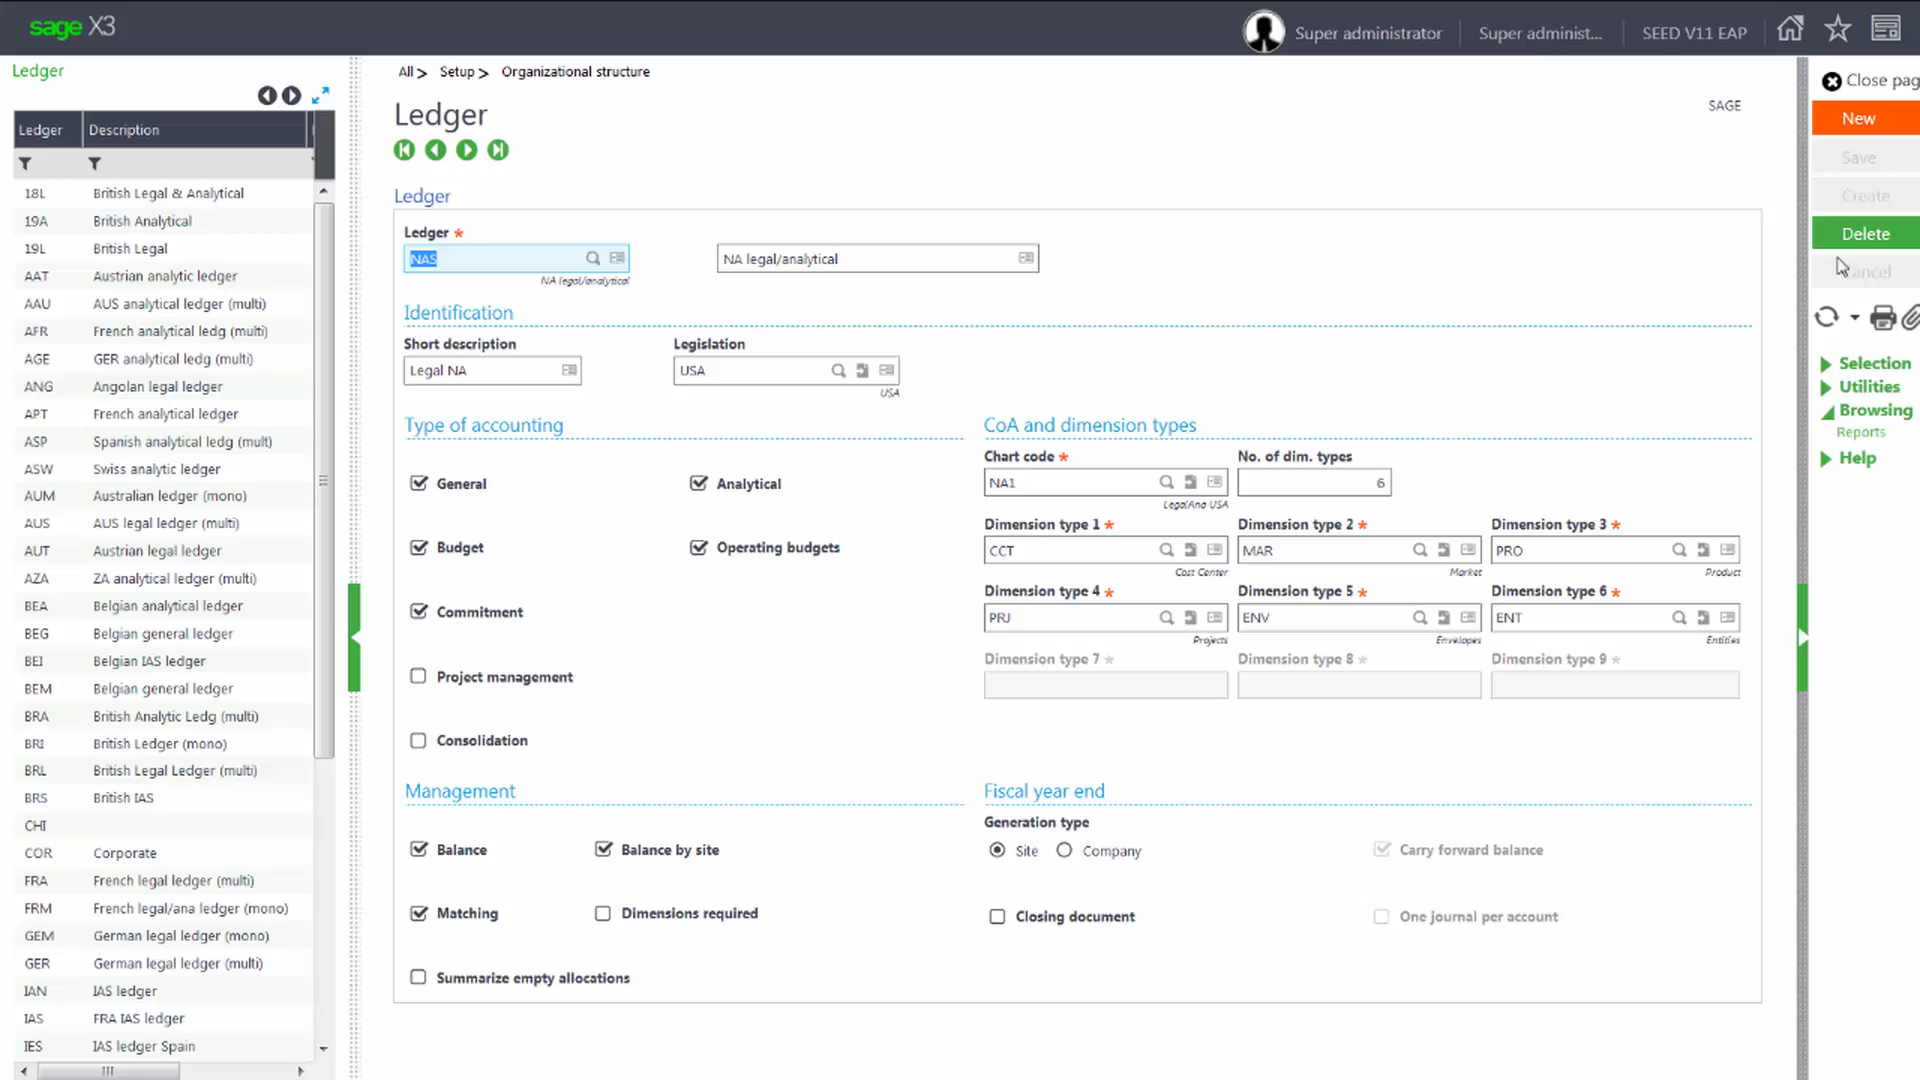 sage X3
Super administrator
Super administ...
SEED V11 EAP
Ledger
Ledger Description
18L British Legal & Analytical
19A British Analytical
19L British Legal
AAT Austrian analytic ledger
AAU AUS analytical ledger (multi)
AFR French analytical ledg (multi)
AGE GER analytical ledg (multi)
ANG Angolan legal ledger
APT French analytical ledger
ASP Spanish analytical ledg (mult)
ASW Swiss analytic ledger
AUM Australian ledger (mono)
AUS AUS legal ledger (multi)
AUT Austrian legal ledger
AZA ZA analytical ledger (multi)
BEA Belgian analytical ledger
BEG Belgian general ledger
BEI Belgian IAS ledger
BEM Belgian general ledger
BRA British Analytic Ledg (multi)
BRI British Ledger (mono)
BRL British Legal Ledger (multi)
BRS British IAS
CHI
COR Corporate
FRA French legal ledger (multi)
FRM French legal/ana ledger (mono)
GEM German legal ledger (mono)
GER German legal ledger (multi)
IAN IAS ledger
IAS FRA IAS ledger
IES IAS ledger Spain
All > Setup > Organizational structure
Ledger
SAGE
Ledger
Ledger *
NAS
NA legal/analytical
NA legal/analytical
Identification
Short description
Legal NA
Legislation
USA
USA
Type of accounting
General
Analytical
Budget
Operating budgets
Commitment
Project management
Consolidation
CoA and dimension types
Chart code * No. of dim. types
NA1 6
LegalAna USA
Dimension type 1 * Dimension type 2 * Dimension type 3 *
CCT MAR PRO
Cost Center Market Product
Dimension type 4 * Dimension type 5 * Dimension type 6 *
PRJ ENV ENT
Projects Envelopes Entities
Dimension type 7 * Dimension type 8 * Dimension type 9 *
Management
Balance
Balance by site
Matching
Dimensions required
Summarize empty allocations
Fiscal year end
Generation type
Site Company
Carry forward balance
Closing document
One journal per account
Close pag
New
Save
Create
Delete
ancel
Selection
Utilities
Browsing
Reports
Help